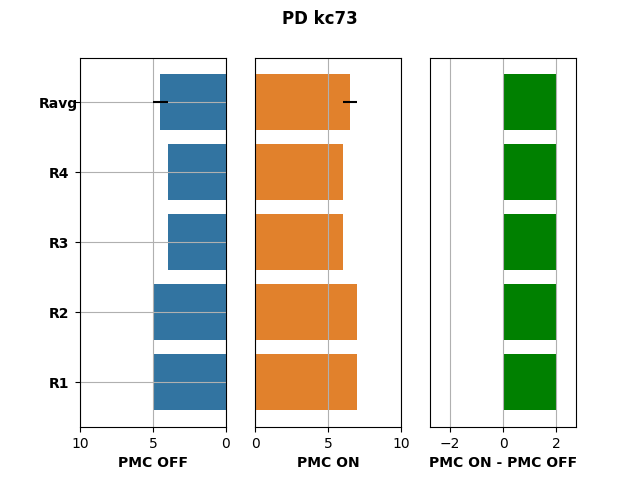 PD kc73
Ravg
R4
R3
R2
R1
10 5 0
0 5 10
−2 0 2
PMC OFF
PMC ON
PMC ON - PMC OFF